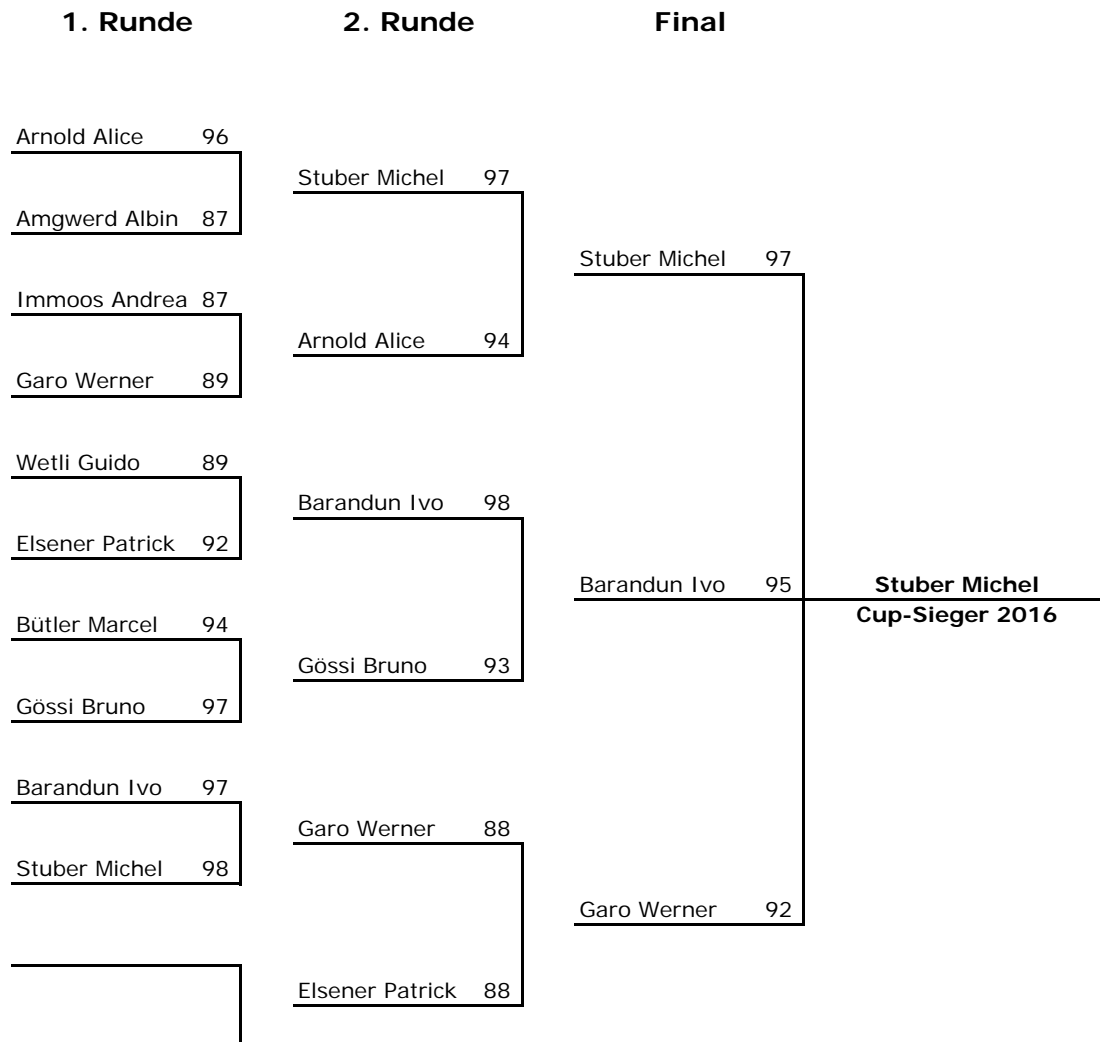 1. Runde 2. Runde Final
Arnold Alice 96
Stuber Michel 97
Amgwerd Albin 87
Stuber Michel 97
Immoos Andrea 87
Arnold Alice 94
Garo Werner 89
Wetli Guido 89
Barandun Ivo 98
Elsener Patrick 92
Barandun Ivo 95 Stuber Michel
Cup-Sieger 2016
Bütler Marcel 94
Gössi Bruno 93
Gössi Bruno 97
Barandun Ivo 97
Garo Werner 88
Stuber Michel 98
Garo Werner 92
Elsener Patrick 88